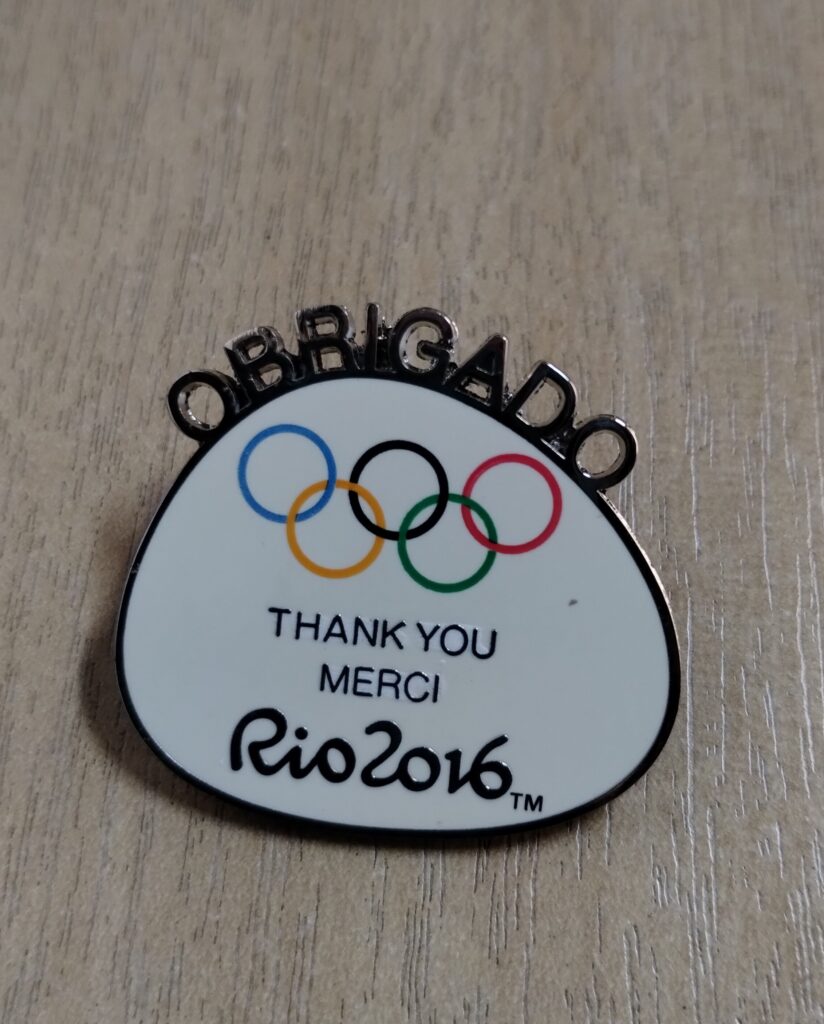 OBRIGADO
THANK YOU
MERCI
Rio2016™